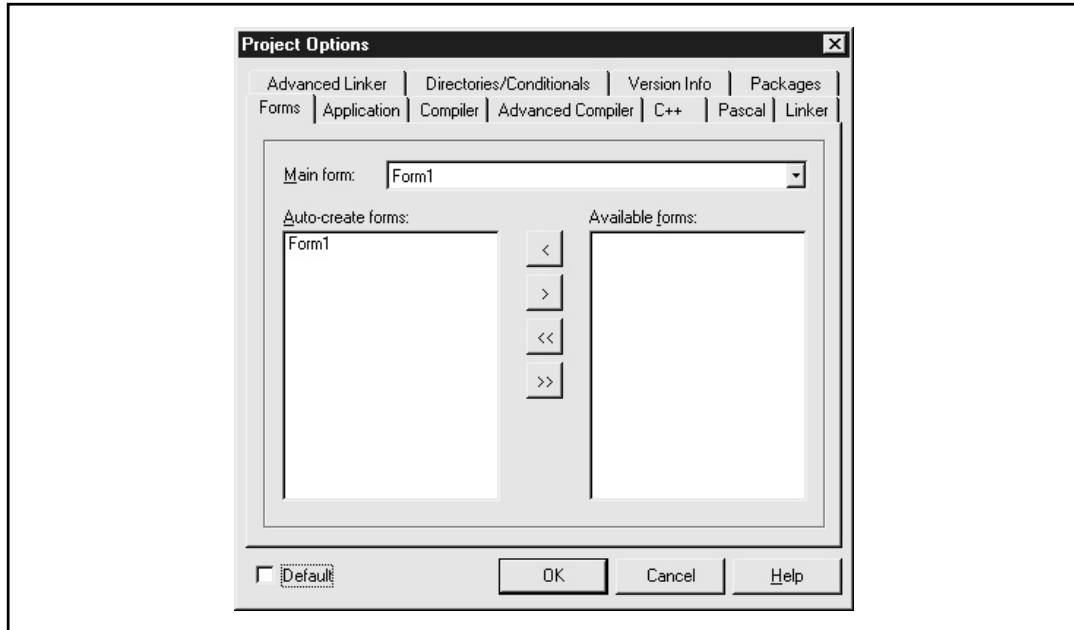 Project Options
Advanced Linker Directories/Conditionals Version Info Packages
Forms Application Compiler Advanced Compiler C++ Pascal Linker
Main form: Form1
Auto-create forms: Available forms:
Form1
<
>
<<
>>
Default OK Cancel Help